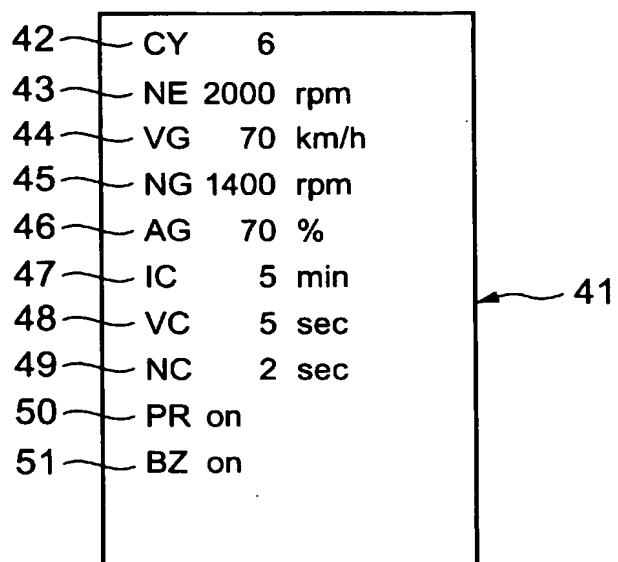 42 CY 6
43 NE 2000 rpm
44 VG 70 km/h
45 NG 1400 rpm
46 AG 70 %
47 IC 5 min
41
48 VC 5 sec
49 NC 2 sec
50 PR on
51 BZ on